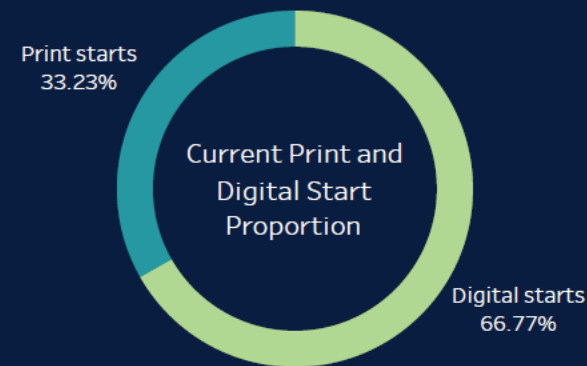 Print starts
33.23%
Current Print and
Digital Start
Proportion
Digital starts
66.77%